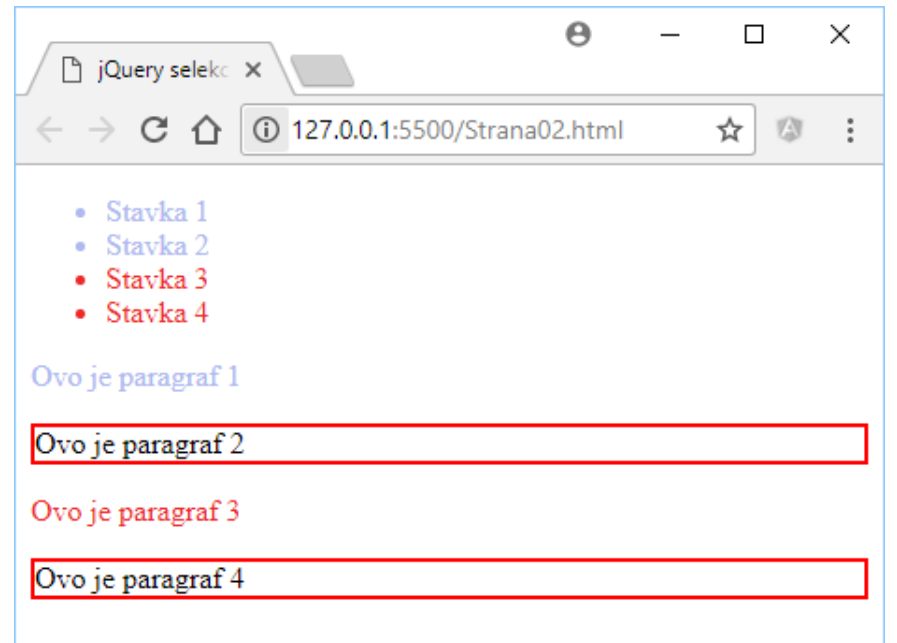 jQuery selekc
127.0.0.1:5500/Strana02.html
Stavka 1
Stavka 2
Stavka 3
Stavka 4
Ovo je paragraf 1
Ovo je paragraf 2
Ovo je paragraf 3
Ovo je paragraf 4